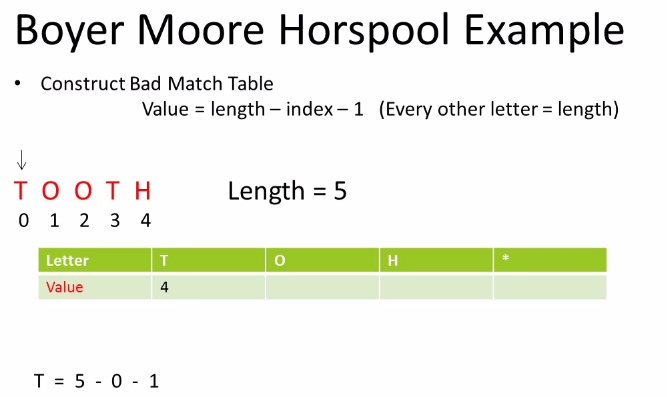 Boyer Moore Horspool Example
• Construct Bad Match Table
Value = length – index – 1 (Every other letter = length)
T O O T H Length = 5
0 1 2 3 4
Letter T O H *
Value 4
T = 5 - 0 - 1